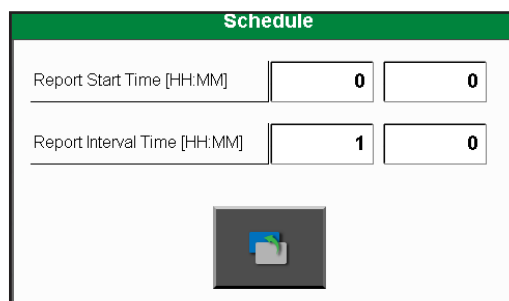 Schedule
Report Start Time [HH:MM] 0 0
Report Interval Time [HH:MM] 1 0